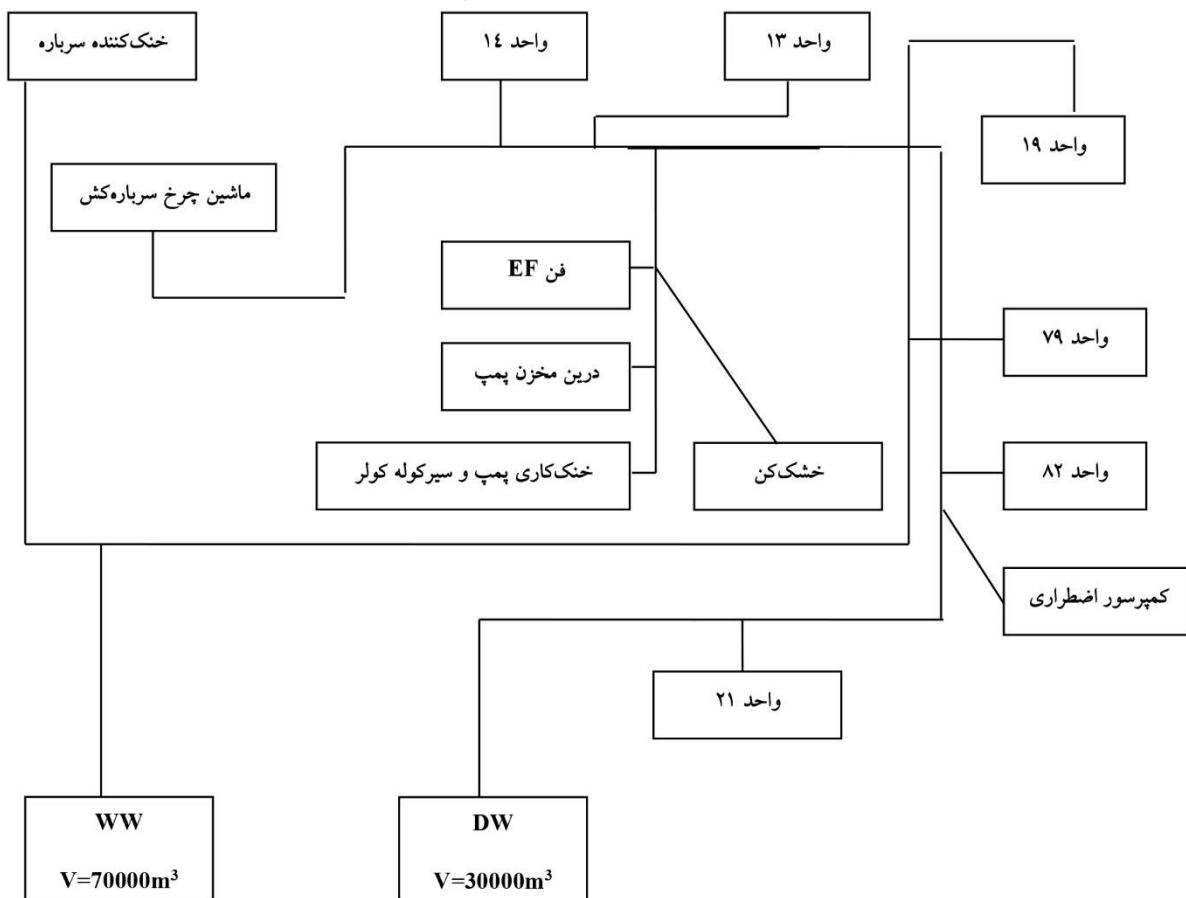 خنک‌کننده سرباره
واحد ١٤
واحد ١٣
واحد ١٩
ماشین چرخ سرباره‌کش
فن EF
واحد ٧٩
درین مخزن پمپ
خنک‌کاری پمپ و سیرکوله کولر
خشک‌کن
واحد ٨٢
کمپرسور اضطراری
واحد ٢١
WW
V=70000m³
DW
V=30000m³